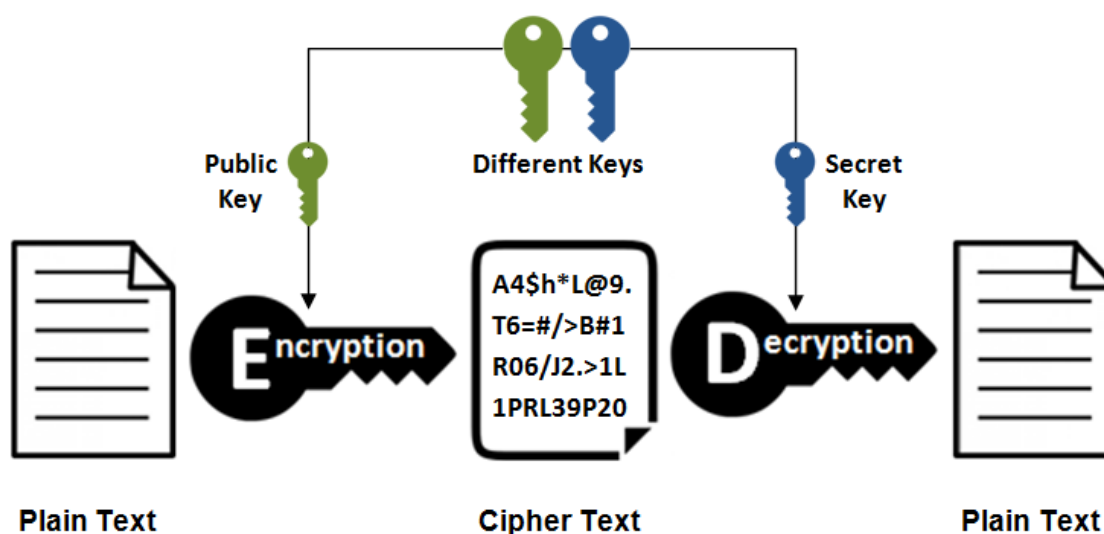 Public
Key
Different Keys
Secret
Key
Encryption
A4$h*L@9.
T6=#/>B#1
R06/J2.>1L
1PRL39P20
Decryption
Plain Text
Cipher Text
Plain Text